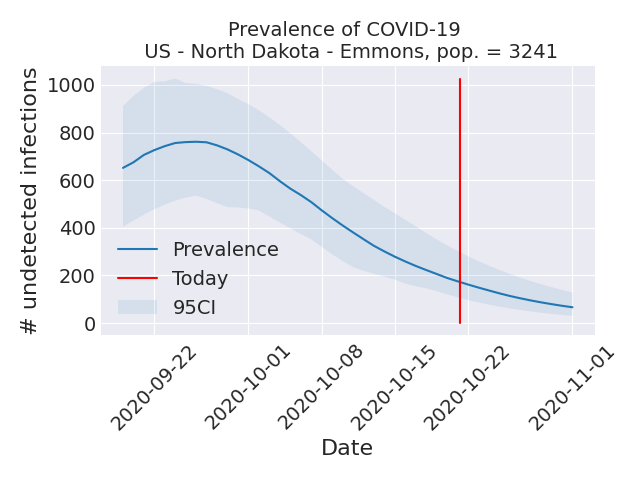 Prevalence of COVID-19
US - North Dakota - Emmons, pop. = 3241
# undetected infections
1000
800
600
400
200
0
Prevalence
Today
95CI
2020-09-22
2020-10-01
2020-10-08
2020-10-15
2020-10-22
2020-11-01
Date